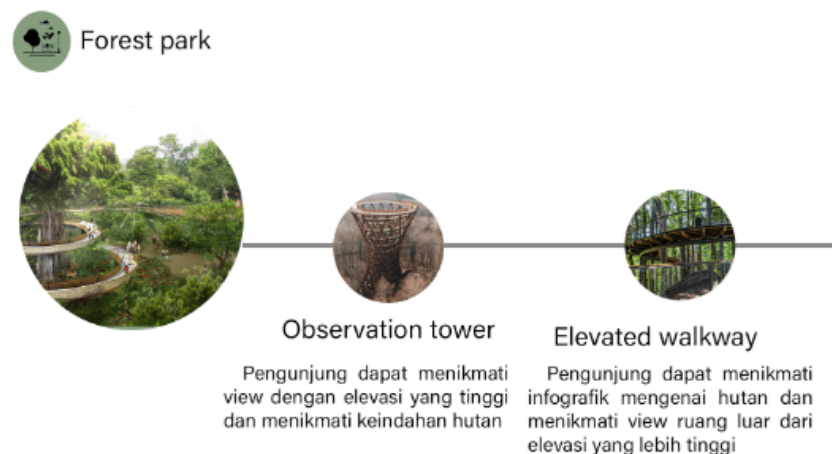 Forest park
Observation tower
Pengunjung dapat menikmati
view dengan elevasi yang tinggi
dan menikmati keindahan hutan
Elevated walkway
Pengunjung dapat menikmati
infografik mengenai hutan dan
menikmati view ruang luar dari
elevasi yang lebih tinggi